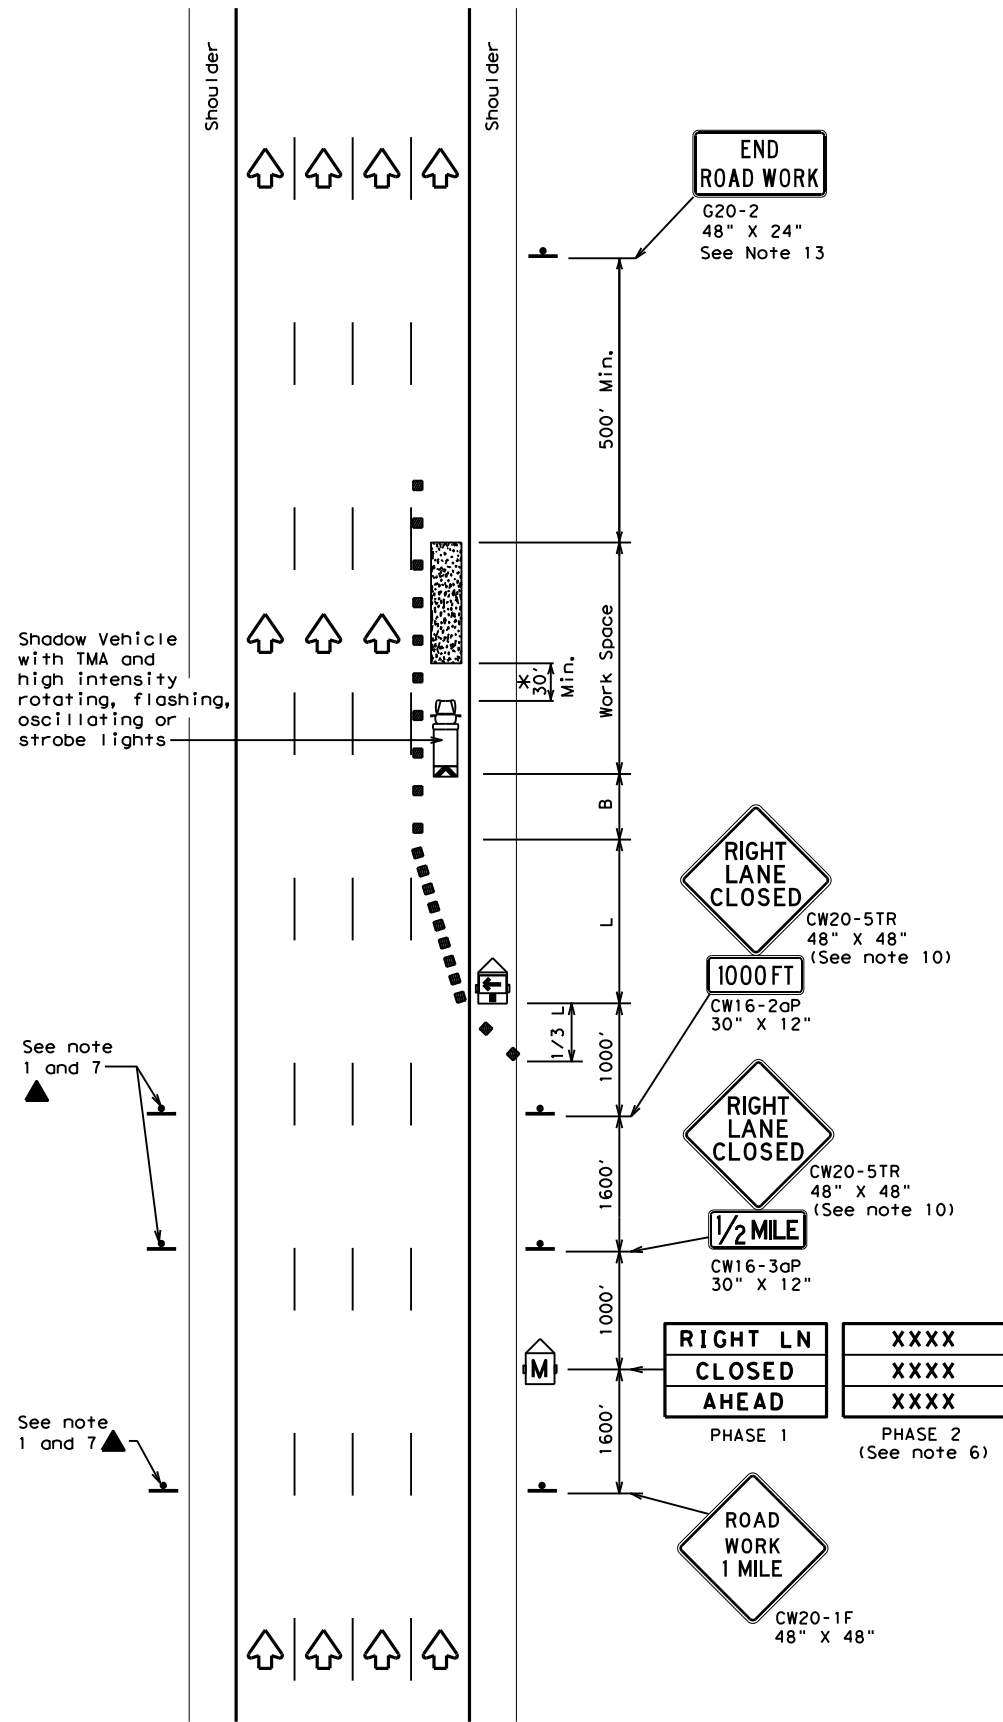 Shoulder
Shoulder
END
ROAD WORK
G20-2
48" X 24"
See Note 13
500' Min.
Shadow Vehicle
with TMA and
high intensity
rotating, flashing,
oscillating or
strobe lights
*
30'
Min.
Work Space
B
L
RIGHT
LANE
CLOSED
CW20-5TR
48" X 48"
(See note 10)
1000 FT
CW16-2aP
30" X 12"
1/3 L
1000'
See note
1 and 7
RIGHT
LANE
CLOSED
CW20-5TR
48" X 48"
(See note 10)
1/2 MILE
CW16-3aP
30" X 12"
1600'
1000'
M
RIGHT LN
CLOSED
AHEAD
PHASE 1
XXXX
XXXX
XXXX
PHASE 2
(See note 6)
See note
1 and 7
1600'
ROAD
WORK
1 MILE
CW20-1F
48" X 48"